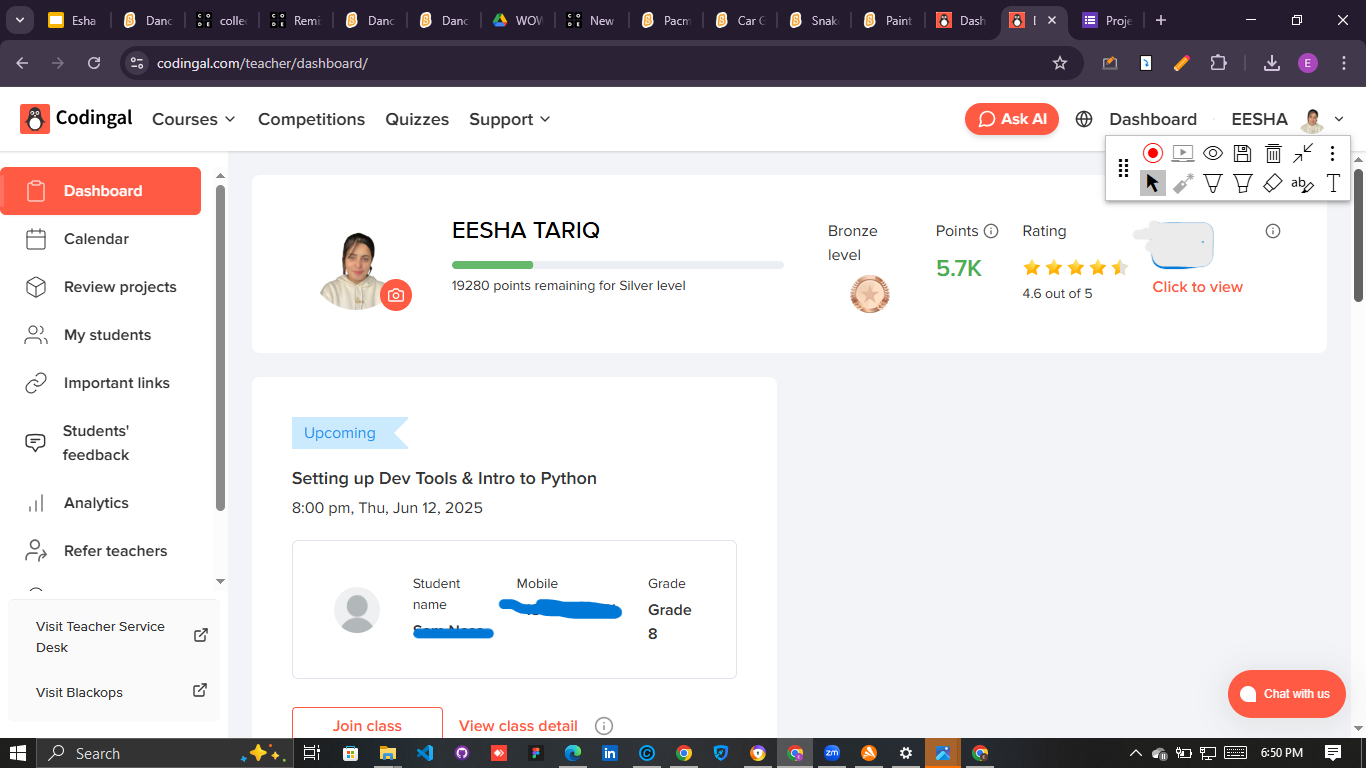 Esha
Danc
colle
Remi
Danc
Danc
WOW
New
Pacm
Car G
Snak
Paint
Dash
Proje
codingal.com/teacher/dashboard/
E
Codingal
Courses
Competitions
Quizzes
Support
Ask AI
Dashboard
EESHA
Dashboard
Calendar
Review projects
My students
Important links
Students'
feedback
Analytics
Refer teachers
Visit Teacher Service
Desk
Visit Blackops
EESHA TARIQ
19280 points remaining for Silver level
Bronze
level
Points
5.7K
Rating
4.6 out of 5
Click to view
Upcoming
Setting up Dev Tools & Intro to Python
8:00 pm, Thu, Jun 12, 2025
Student
name
Mobile
Grade
Grade
8
Join class
View class detail
Chat with us
Search
6:50 PM